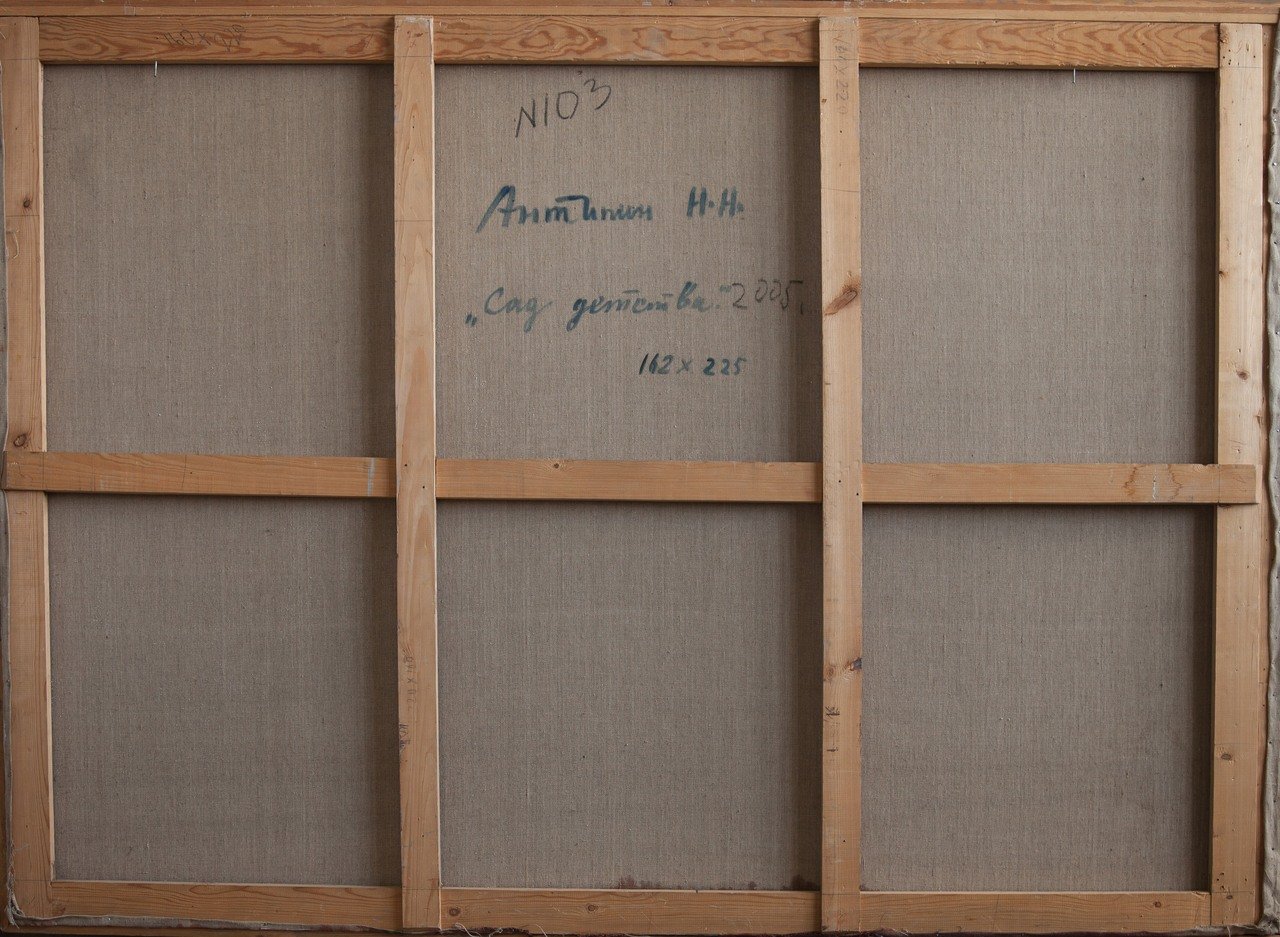 N103
Антипин Н.Н.
„Сад детства." 2005.
162 x 225